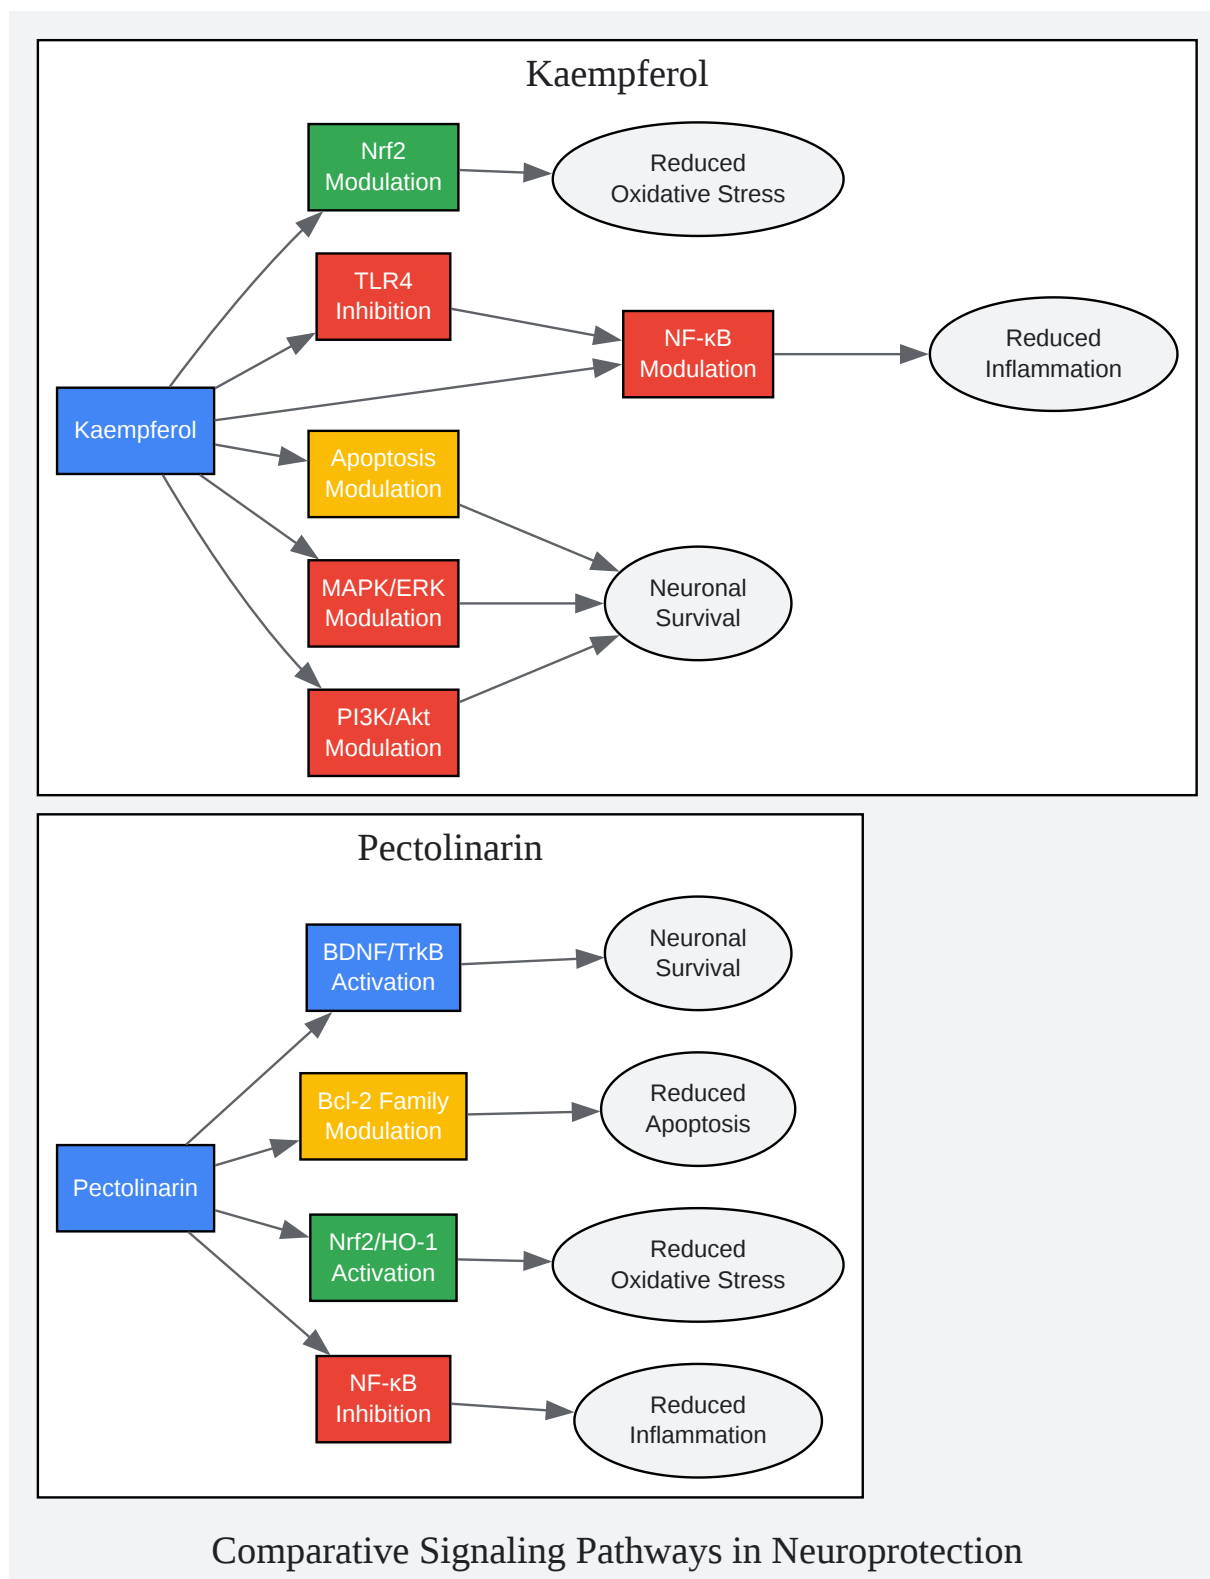 Kaempferol
Nrf2
Modulation
Reduced
Oxidative Stress
TLR4
Inhibition
NF-κB
Modulation
Reduced
Inflammation
Kaempferol
Apoptosis
Modulation
MAPK/ERK
Modulation
Neuronal
Survival
PI3K/Akt
Modulation
Pectolinarin
BDNF/TrkB
Activation
Neuronal
Survival
Bcl-2 Family
Modulation
Reduced
Apoptosis
Pectolinarin
Nrf2/HO-1
Activation
Reduced
Oxidative Stress
NF-κB
Inhibition
Reduced
Inflammation
Comparative Signaling Pathways in Neuroprotection